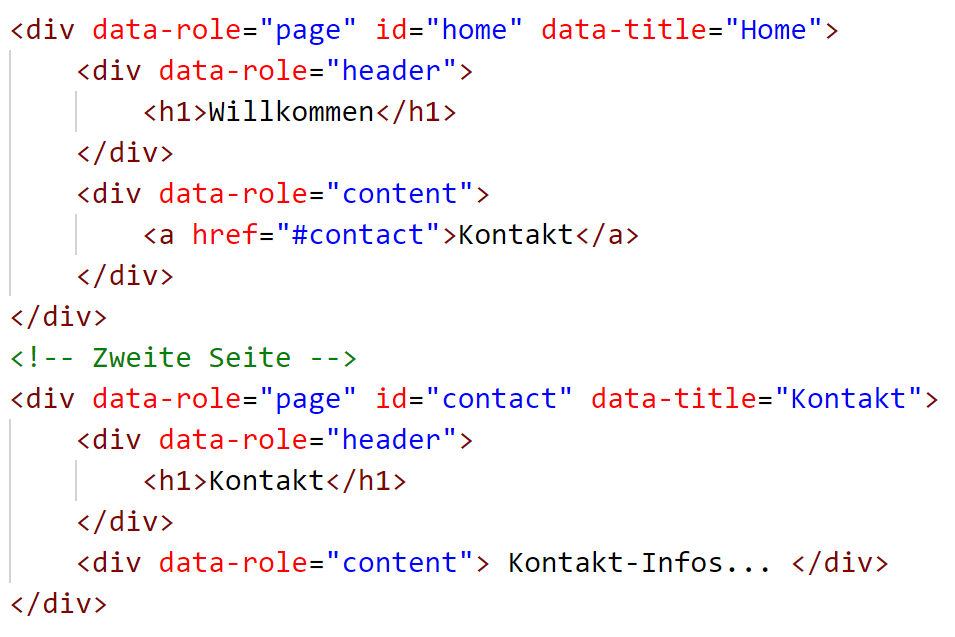 <div data-role="page" id="home" data-title="Home">
    <div data-role="header">
        <h1>Willkommen</h1>
    </div>
    <div data-role="content">
        <a href="#contact">Kontakt</a>
    </div>
</div>
<!-- Zweite Seite -->
<div data-role="page" id="contact" data-title="Kontakt">
    <div data-role="header">
        <h1>Kontakt</h1>
    </div>
    <div data-role="content"> Kontakt-Infos... </div>
</div>